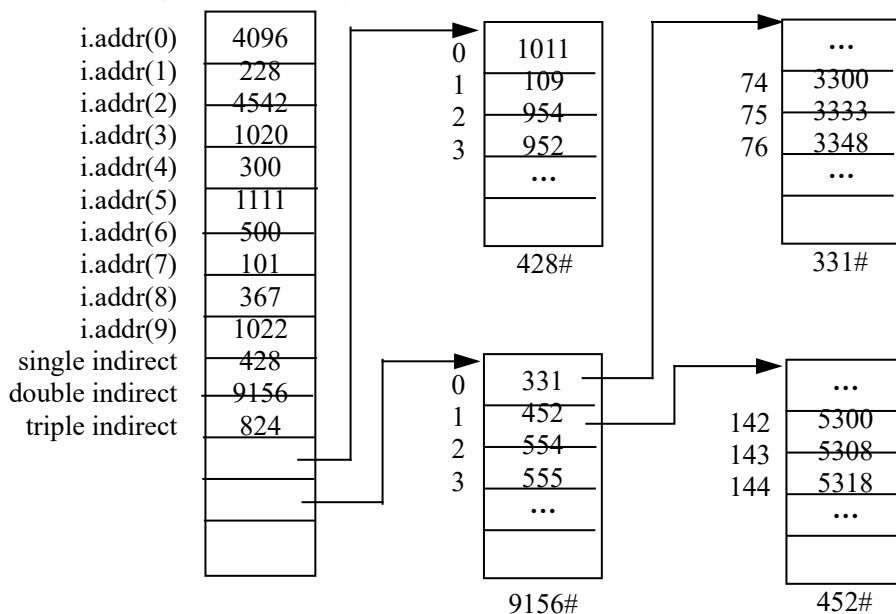 i.addr(0) 4096
i.addr(1) 228
i.addr(2) 4542
i.addr(3) 1020
i.addr(4) 300
i.addr(5) 1111
i.addr(6) 500
i.addr(7) 101
i.addr(8) 367
i.addr(9) 1022
single indirect 428
double indirect 9156
triple indirect 824
0 1011
1 109
2 954
3 952
...
428#
...
74 3300
75 3333
76 3348
...
331#
0 331
1 452
2 554
3 555
...
9156#
...
142 5300
143 5308
144 5318
...
452#